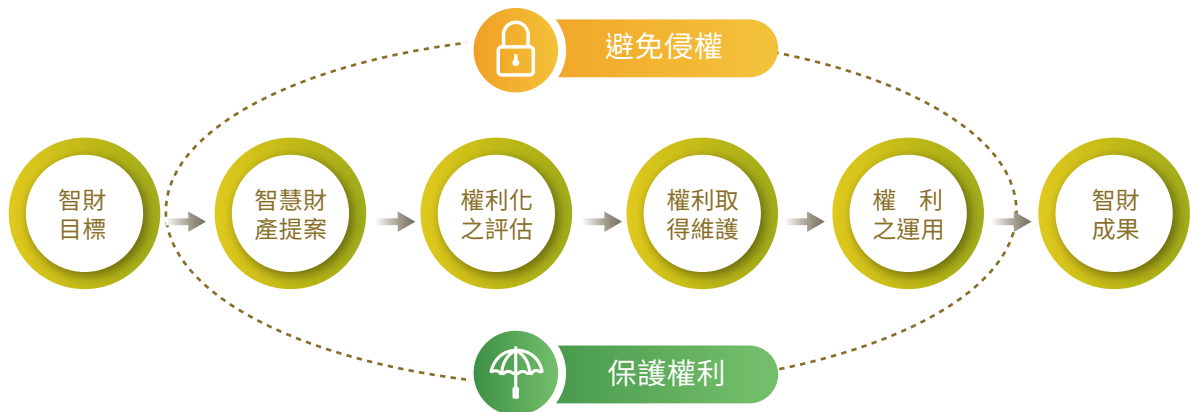 避免侵權
智財
目標
智慧財
產提案
權利化
之評估
權利取
得維護
權　利
之運用
智財
成果
保護權利